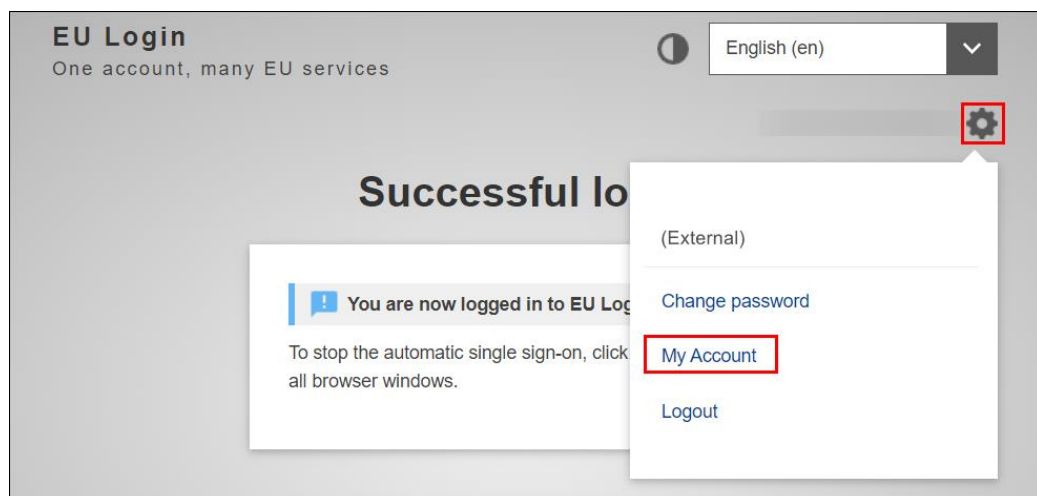 EU Login
One account, many EU services
English (en)
Successful lo
(External)
Change password
My Account
Logout
You are now logged in to EU Log
To stop the automatic single sign-on, click
all browser windows.